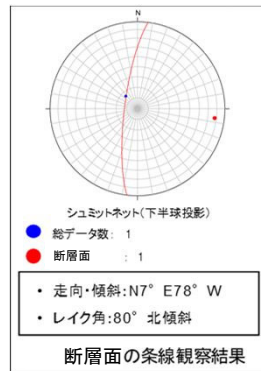 N
シュミットネット(下半球投影)
総データ数: 1
断層面 : 1
・ 走向・傾斜:N7° E78° W
・ レイク角:80° 北傾斜
断層面の条線観察結果